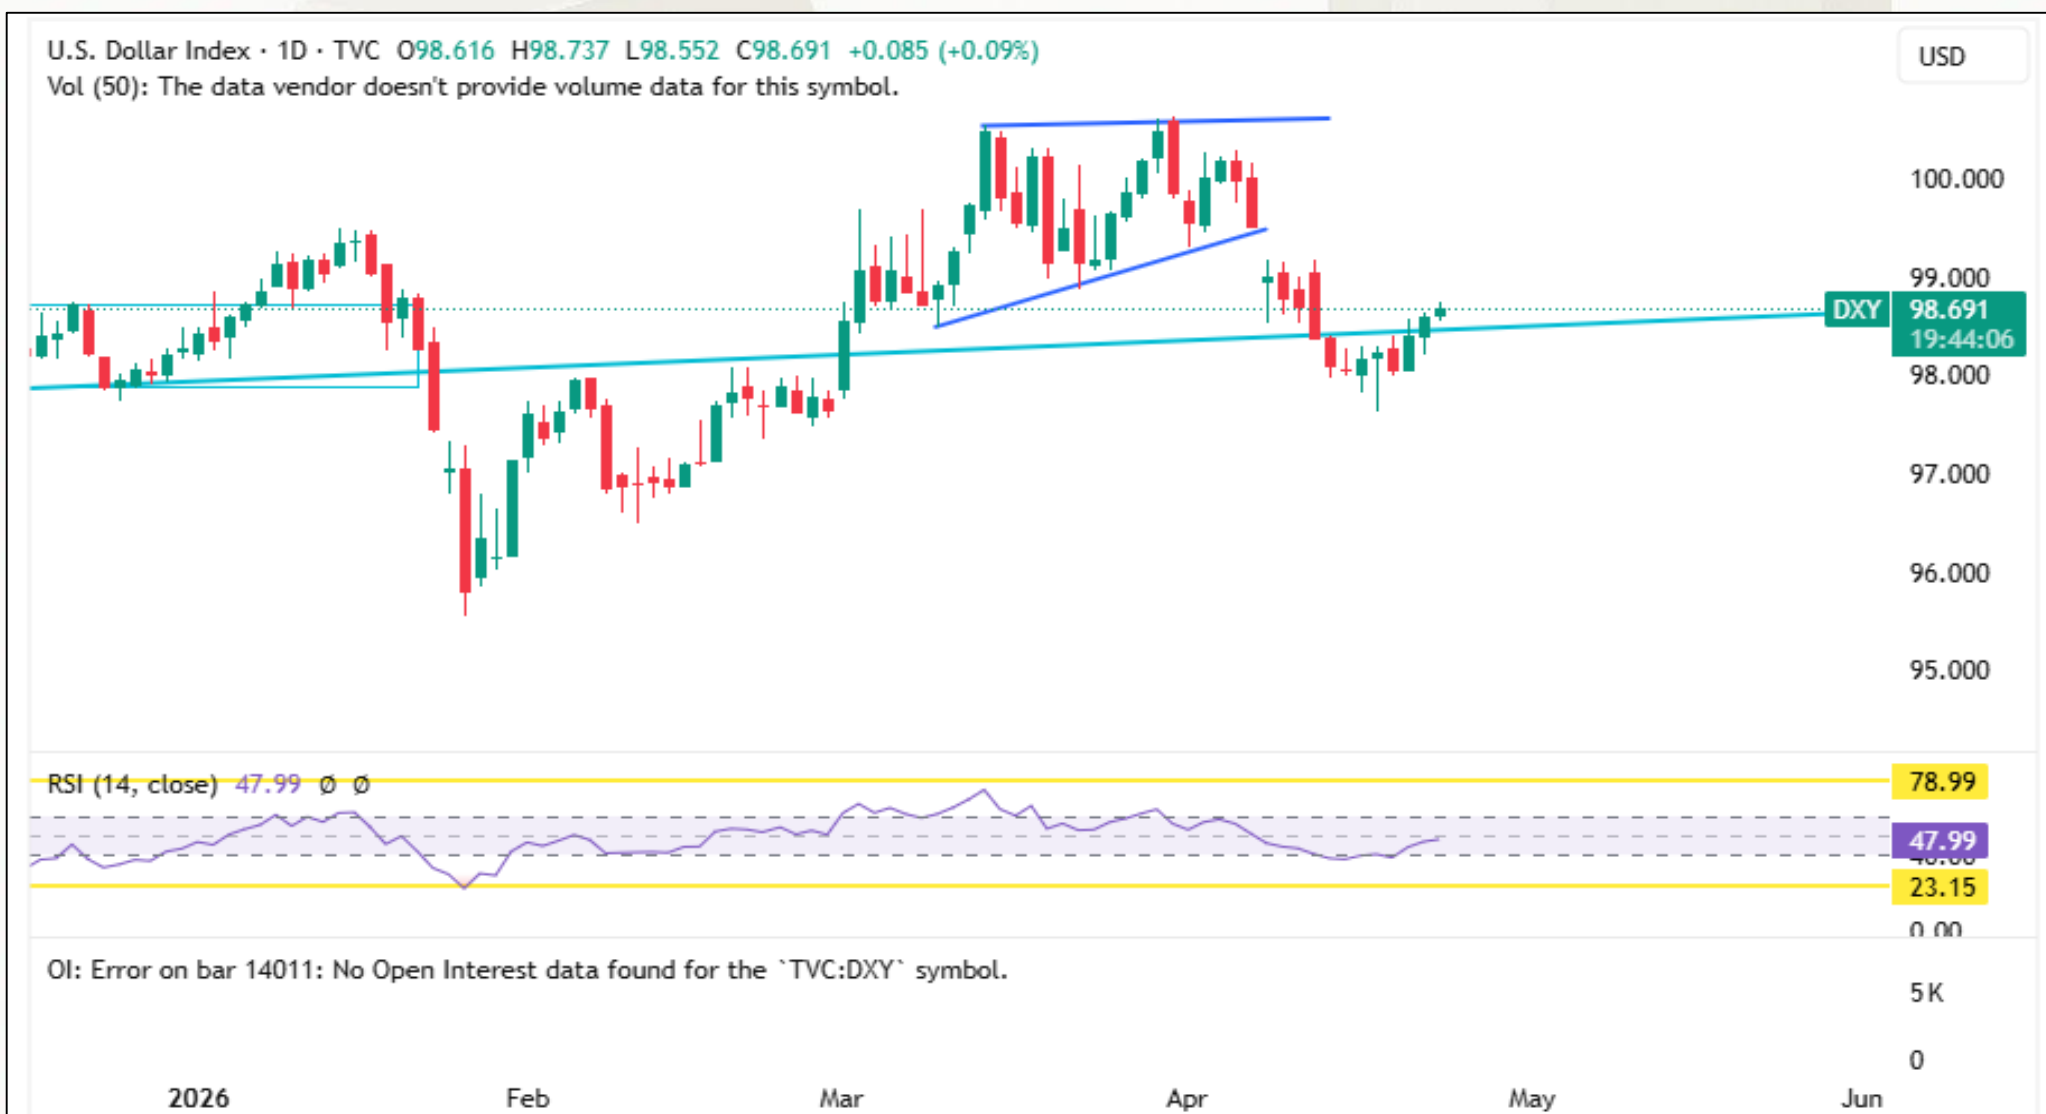 U.S. Dollar Index · 1D · TVC O98.616 H98.737 L98.552 C98.691 +0.085 (+0.09%)
USD
Vol (50): The data vendor doesn't provide volume data for this symbol.
100.000
99.000
DXY 98.691
19:44:06
98.000
97.000
96.000
95.000
RSI (14, close) 47.99 Ø Ø
78.99
47.99
23.15
0.00
OI: Error on bar 14011: No Open Interest data found for the `TVC:DXY` symbol.
5K
0
2026 Feb Mar Apr May Jun